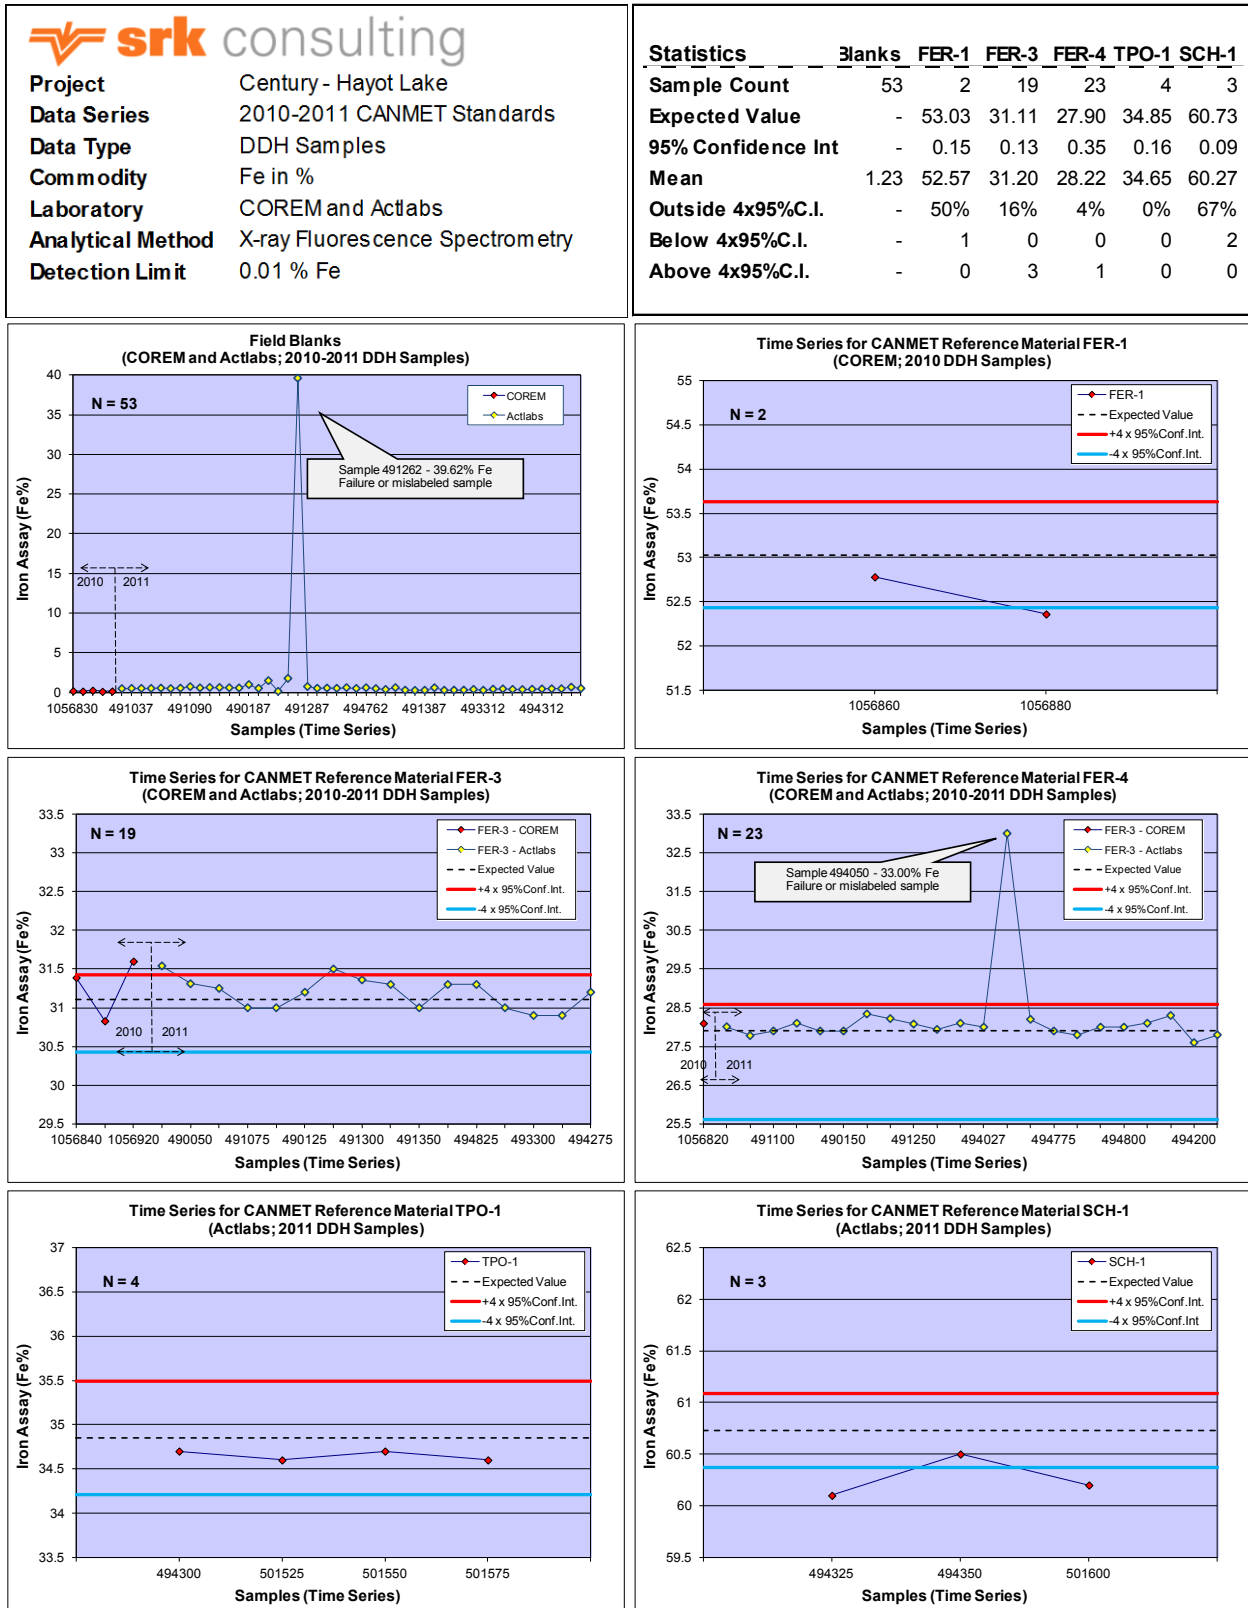 srk consulting
Project Century - Hayot Lake
Data Series 2010-2011 CANMET Standards
Data Type DDH Samples
Commodity Fe in %
Laboratory COREM and Actlabs
Analytical Method X-ray Fluorescence Spectrometry
Detection Limit 0.01 % Fe
Statistics Blanks FER-1 FER-3 FER-4 TPO-1 SCH-1
Sample Count 53 2 19 23 4 3
Expected Value - 53.03 31.11 27.90 34.85 60.73
95% Confidence Int - 0.15 0.13 0.35 0.16 0.09
Mean 1.23 52.57 31.20 28.22 34.65 60.27
Outside 4x95%C.I. - 50% 16% 4% 0% 67%
Below 4x95%C.I. - 1 0 0 0 2
Above 4x95%C.I. - 0 3 1 0 0
Field Blanks
(COREM and Actlabs; 2010-2011 DDH Samples)
Iron Assay (Fe%)
40
35
30
25
20
15
10
5
0
N = 53
COREM
Actlabs
Sample 491262 - 39.62% Fe
Failure or mislabeled sample
2010 2011
1056830 491037 491090 490187 491287 494762 491387 493312 494312
Samples (Time Series)
Time Series for CANMET Reference Material FER-1
(COREM; 2010 DDH Samples)
Iron Assay (Fe%)
55
54.5
54
53.5
53
52.5
52
51.5
N = 2
FER-1
Expected Value
+4 x 95%Conf.Int.
-4 x 95%Conf.Int.
1056860 1056880
Samples (Time Series)
Time Series for CANMET Reference Material FER-3
(COREM and Actlabs; 2010-2011 DDH Samples)
Iron Assay (Fe%)
33.5
33
32.5
32
31.5
31
30.5
30
29.5
N = 19
FER-3 - COREM
FER-3 - Actlabs
Expected Value
+4 x 95%Conf.Int.
-4 x 95%Conf.Int.
2010 2011
1056840 1056920 490050 491075 490125 491300 491350 494825 493300 494275
Samples (Time Series)
Time Series for CANMET Reference Material FER-4
(COREM and Actlabs; 2010-2011 DDH Samples)
Iron Assay (Fe%)
33.5
32.5
31.5
30.5
29.5
28.5
27.5
26.5
25.5
N = 23
FER-3 - COREM
FER-3 - Actlabs
Expected Value
+4 x 95%Conf.Int.
-4 x 95%Conf.Int.
Sample 494050 - 33.00% Fe
Failure or mislabeled sample
2010 2011
1056820 491100 490150 491250 494027 494775 494800 494200
Samples (Time Series)
Time Series for CANMET Reference Material TPO-1
(Actlabs; 2011 DDH Samples)
Iron Assay (Fe%)
37
36.5
36
35.5
35
34.5
34
33.5
N = 4
TPO-1
Expected Value
+4 x 95%Conf.Int.
-4 x 95%Conf.Int.
494300 501525 501550 501575
Samples (Time Series)
Time Series for CANMET Reference Material SCH-1
(Actlabs; 2011 DDH Samples)
Iron Assay (Fe%)
62.5
62
61.5
61
60.5
60
59.5
N = 3
SCH-1
Expected Value
+4 x 95%Conf.Int.
-4 x 95%Conf.Int
494325 494350 501600
Samples (Time Series)